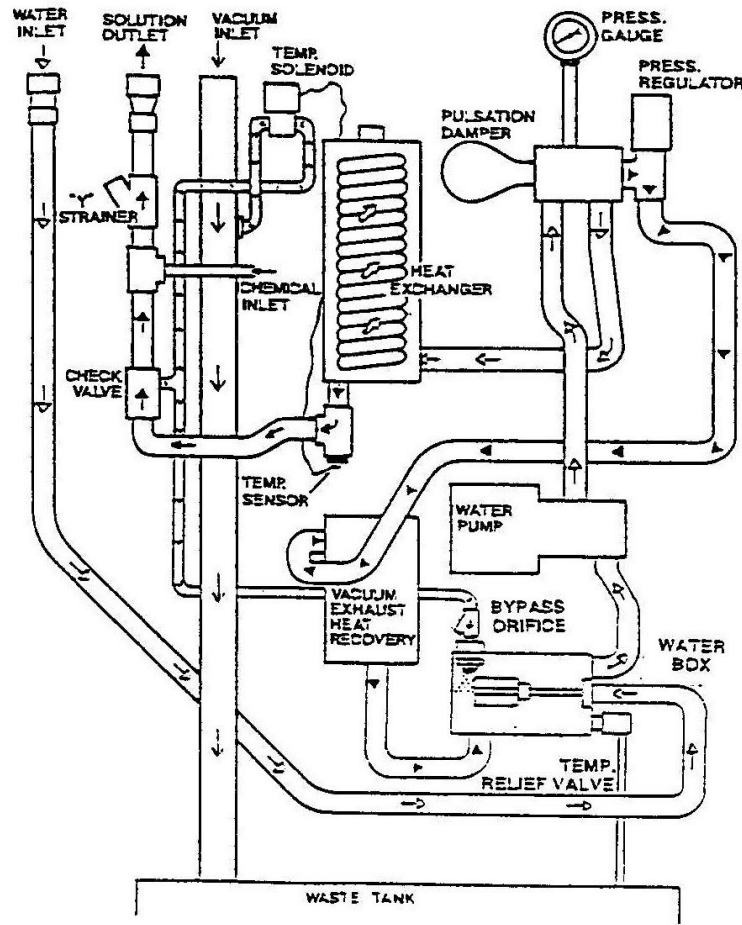 WATER
INLET
SOLUTION
OUTLET
VACUUM
INLET
TEMP.
SOLENOID
PRESS.
GAUGE
PRESS.
REGULATOR
PULSATION
DAMPER
"Y"
STRAINER
CHEMICAL
INLET
HEAT
EXCHANGER
CHECK
VALVE
TEMP.
SENSOR
WATER
PUMP
VACUUM
EXHAUST
HEAT
RECOVERY
BYPASS
ORIFICE
WATER
BOX
TEMP.
RELIEF VALVE
WASTE TANK